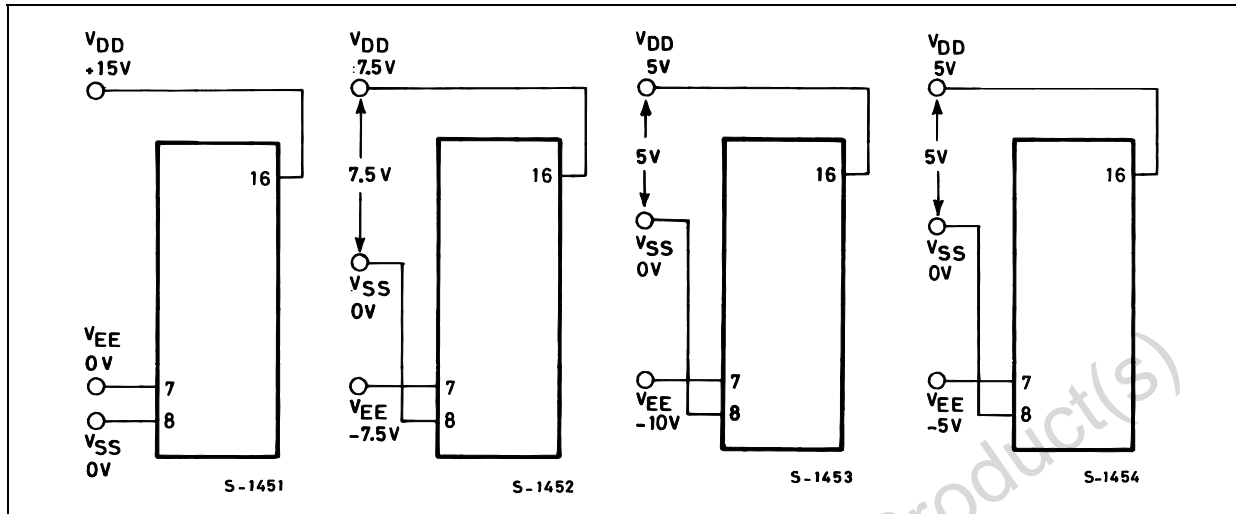 VDD
+15V
16
VEE
0V
7
8
VSS
0V
S-1451
VDD
:7.5V
7.5V
16
VSS
0V
7
VEE
-7.5V
8
S-1452
VDD
5V
5V
16
VSS
0V
7
VEE
-10V
8
S-1453
VDD
5V
5V
16
VSS
0V
7
VEE
-5V
8
S-1454
Product(s)